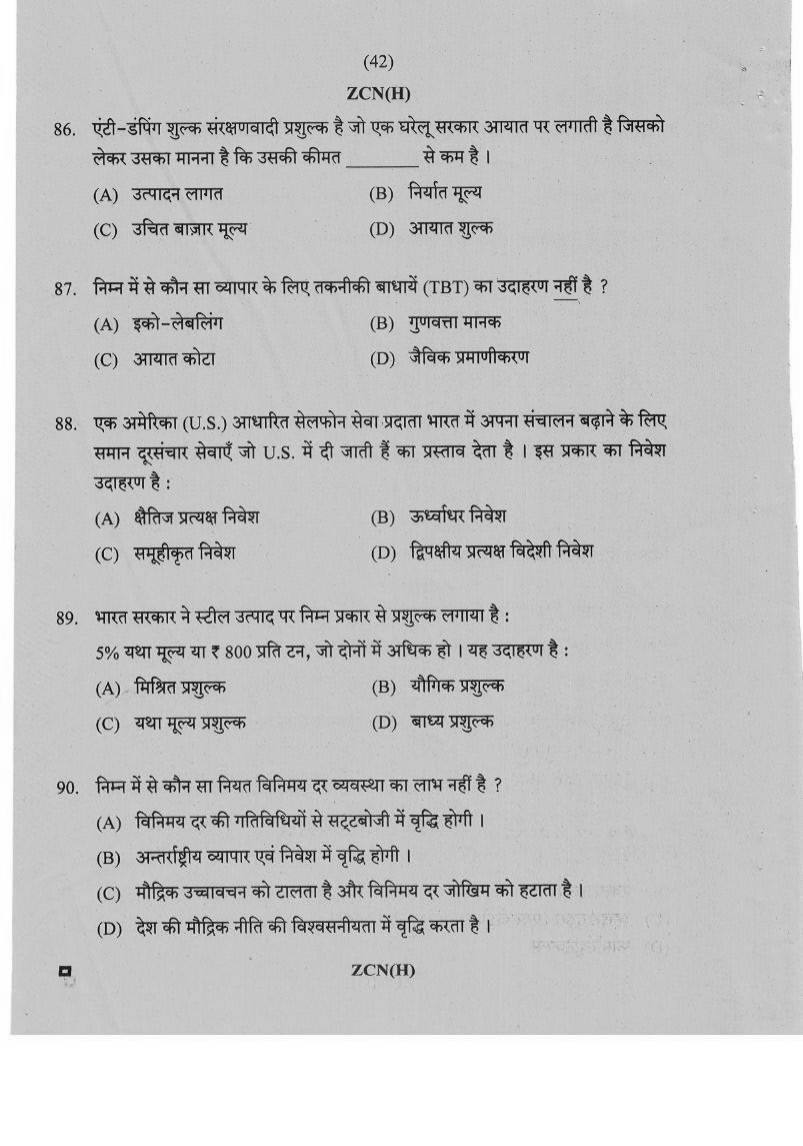 (42)
ZCN(H)
86. एंटी-डंपिंग शुल्क संरक्षणवादी प्रशुल्क है जो एक घरेलू सरकार आयात पर लगाती है जिसको
लेकर उसका मानना है कि उसकी कीमत ________ से कम है ।
(A) उत्पादन लागत (B) निर्यात मूल्य
(C) उचित बाज़ार मूल्य (D) आयात शुल्क
87. निम्न में से कौन सा व्यापार के लिए तकनीकी बाधायें (TBT) का उदाहरण नहीं है ?
(A) इको-लेबलिंग (B) गुणवत्ता मानक
(C) आयात कोटा (D) जैविक प्रमाणीकरण
88. एक अमेरिका (U.S.) आधारित सेलफोन सेवा प्रदाता भारत में अपना संचालन बढ़ाने के लिए
समान दूरसंचार सेवाएँ जो U.S. में दी जाती हैं का प्रस्ताव देता है । इस प्रकार का निवेश
उदाहरण है :
(A) क्षैतिज प्रत्यक्ष निवेश (B) ऊर्ध्वाधर निवेश
(C) समूहीकृत निवेश (D) द्विपक्षीय प्रत्यक्ष विदेशी निवेश
89. भारत सरकार ने स्टील उत्पाद पर निम्न प्रकार से प्रशुल्क लगाया है :
5% यथा मूल्य या ₹ 800 प्रति टन, जो दोनों में अधिक हो । यह उदाहरण है :
(A) मिश्रित प्रशुल्क (B) यौगिक प्रशुल्क
(C) यथा मूल्य प्रशुल्क (D) बाध्य प्रशुल्क
90. निम्न में से कौन सा नियत विनिमय दर व्यवस्था का लाभ नहीं है ?
(A) विनिमय दर की गतिविधियों से सट्टबोजी में वृद्धि होगी ।
(B) अन्तर्राष्ट्रीय व्यापार एवं निवेश में वृद्धि होगी ।
(C) मौद्रिक उच्चावचन को टालता है और विनिमय दर जोखिम को हटाता है ।
(D) देश की मौद्रिक नीति की विश्वसनीयता में वृद्धि करता है ।
ZCN(H)